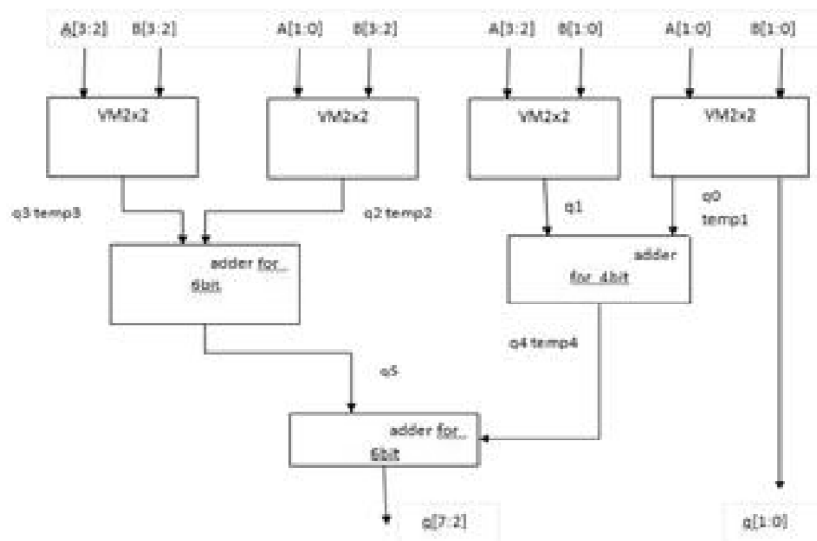 A[3:2] B[3:2] A[1:0] B[3:2] A[3:2] B[1:0] A[1:0] B[1:0]
VM2x2 VM2x2 VM2x2 VM2x2
q3 temp3 q2 temp2 q1 q0
temp1
adder for
6bit
adder
for 4bit
q4 temp4
q5
adder for
6bit
q[7:2] q[1:0]